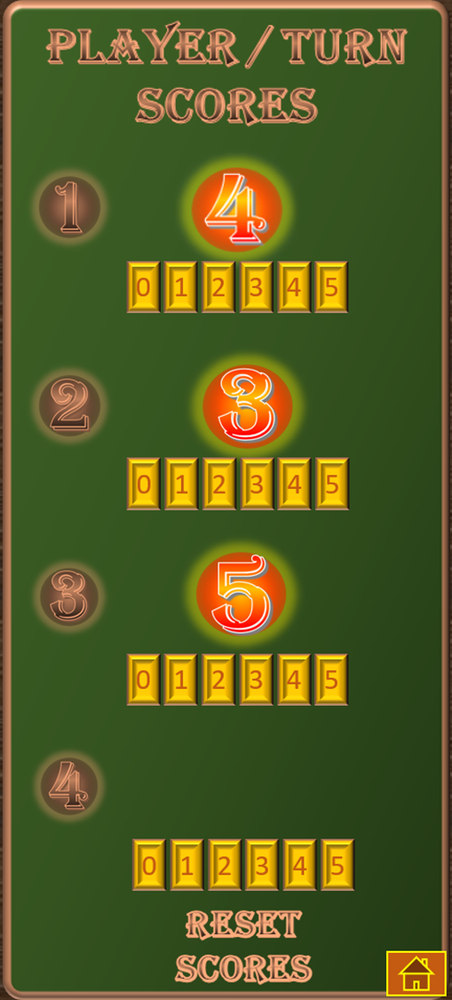 PLAYER / TURN
SCORES
1 4
0 1 2 3 4 5
2 3
0 1 2 3 4 5
3 5
0 1 2 3 4 5
4
0 1 2 3 4 5
RESET
SCORES